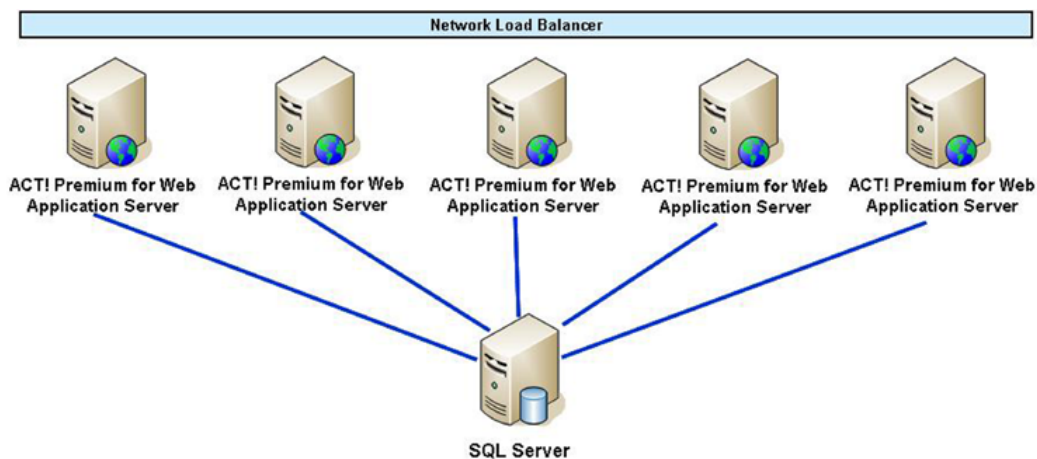 Network Load Balancer
ACT! Premium for Web
Application Server
ACT! Premium for Web
Application Server
ACT! Premium for Web
Application Server
ACT! Premium for Web
Application Server
ACT! Premium for Web
Application Server
SQL Server